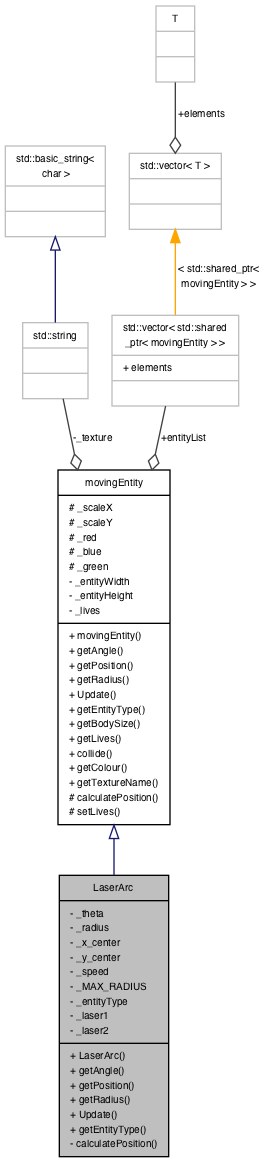 T
+elements
std::basic_string<
char >
std::vector< T >
< std::shared_ptr<
movingEntity > >
std::string
std::vector< std::shared
_ptr< movingEntity > >
+ elements
-_texture
+entityList
movingEntity
# _scaleX
# _scaleY
# _red
# _blue
# _green
- _entityWidth
- _entityHeight
- _lives
+ movingEntity()
+ getAngle()
+ getPosition()
+ getRadius()
+ Update()
+ getEntityType()
+ getBodySize()
+ getLives()
+ collide()
+ getColour()
+ getTextureName()
# calculatePosition()
# setLives()
LaserArc
- _theta
- _radius
- _x_center
- _y_center
- _speed
- _MAX_RADIUS
- _entityType
- _laser1
- _laser2
+ LaserArc()
+ getAngle()
+ getPosition()
+ getRadius()
+ Update()
+ getEntityType()
- calculatePosition()